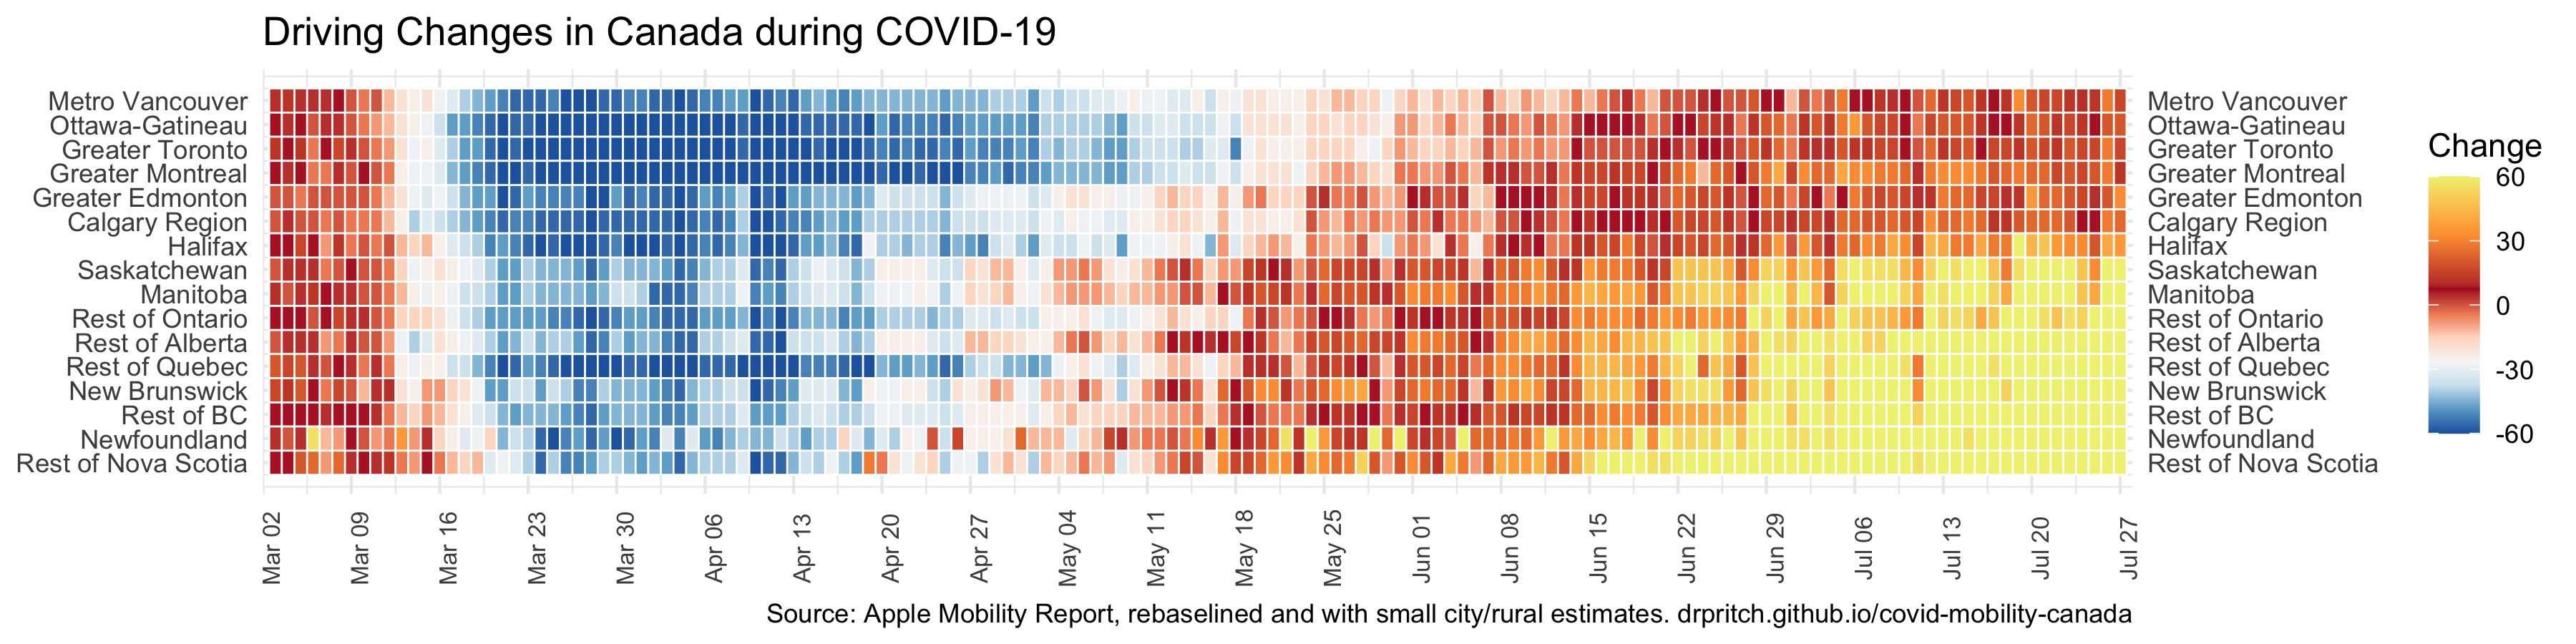 Driving Changes in Canada during COVID-19
Metro Vancouver
Ottawa-Gatineau
Greater Toronto
Greater Montreal
Greater Edmonton
Calgary Region
Halifax
Saskatchewan
Manitoba
Rest of Ontario
Rest of Alberta
Rest of Quebec
New Brunswick
Rest of BC
Newfoundland
Rest of Nova Scotia
Metro Vancouver
Ottawa-Gatineau
Greater Toronto
Greater Montreal
Greater Edmonton
Calgary Region
Halifax
Saskatchewan
Manitoba
Rest of Ontario
Rest of Alberta
Rest of Quebec
New Brunswick
Rest of BC
Newfoundland
Rest of Nova Scotia
Change
60
30
0
-30
-60
Mar 02
Mar 09
Mar 16
Mar 23
Mar 30
Apr 06
Apr 13
Apr 20
Apr 27
May 04
May 11
May 18
May 25
Jun 01
Jun 08
Jun 15
Jun 22
Jun 29
Jul 06
Jul 13
Jul 20
Jul 27
Source: Apple Mobility Report, rebaselined and with small city/rural estimates. drpritch.github.io/covid-mobility-canada